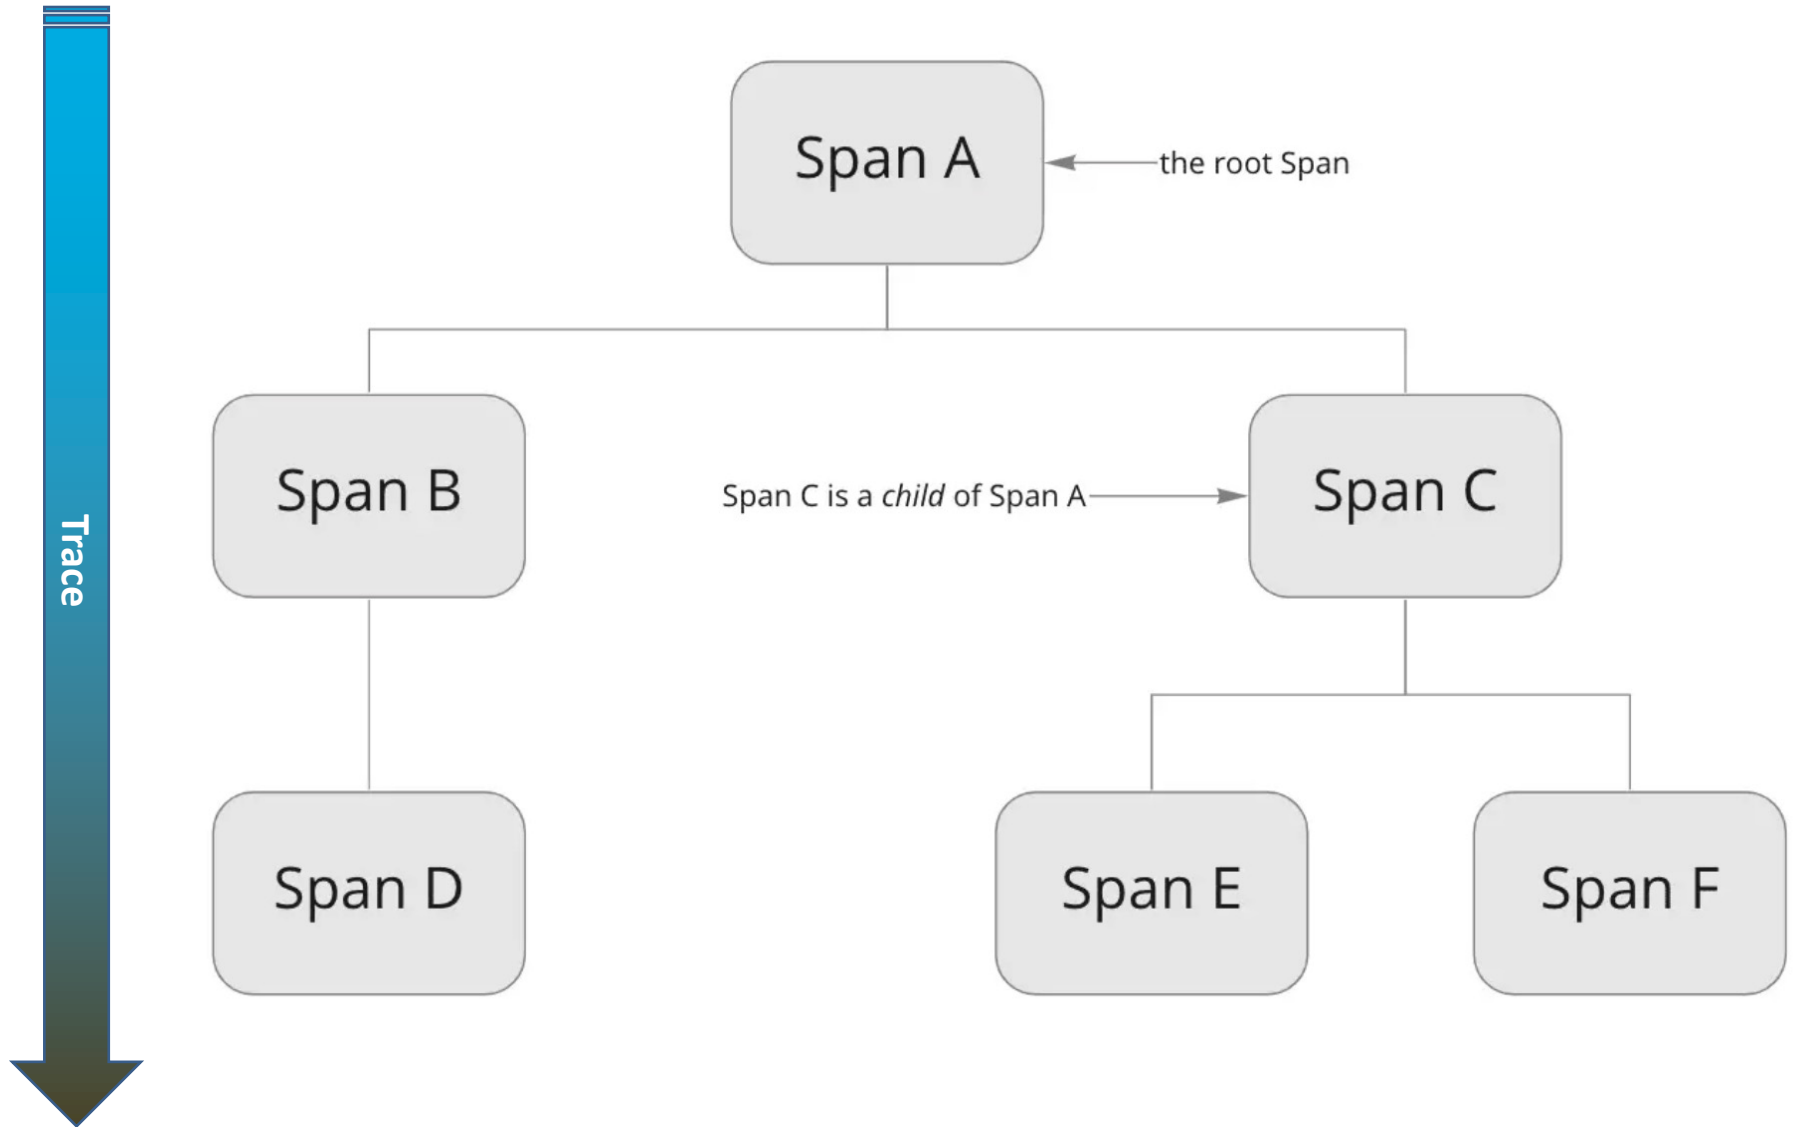 Span A
the root Span
Span B
Span C is a child of Span A
Span C
Trace
Span D
Span E
Span F